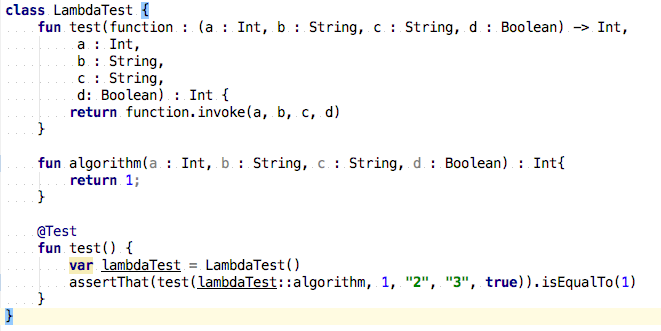 class LambdaTest {
    fun test(function : (a : Int, b : String, c : String, d : Boolean) -> Int,
         a : Int,
         b : String,
         c : String,
         d: Boolean) : Int {
        return function.invoke(a, b, c, d)
    }

    fun algorithm(a : Int, b : String, c : String, d : Boolean) : Int{
        return 1;
    }

    @Test
    fun test() {
        var lambdaTest = LambdaTest()
        assertThat(test(lambdaTest::algorithm, 1, "2", "3", true)).isEqualTo(1)
    }
}